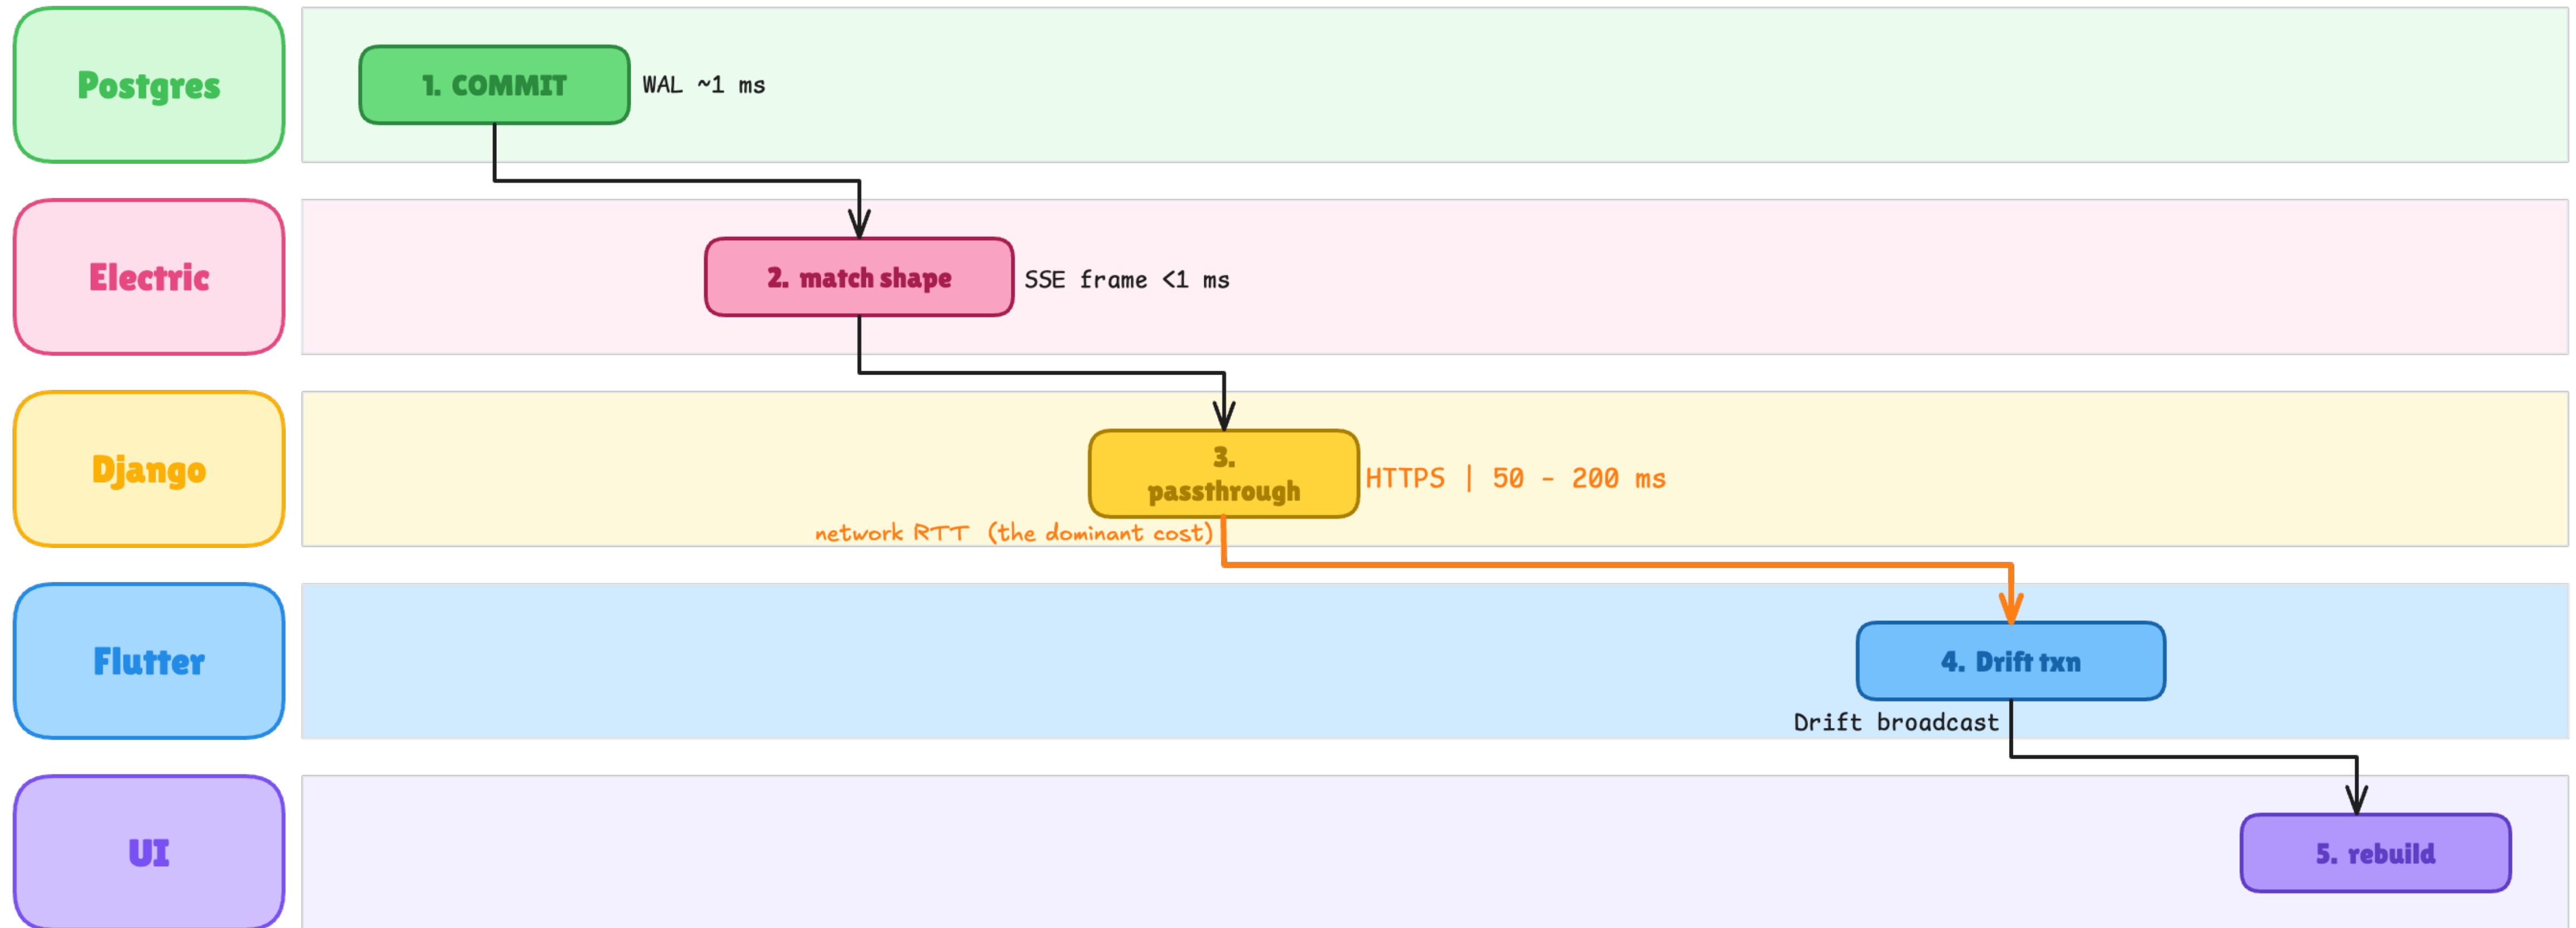 Postgres
1. COMMIT
WAL ~1 ms
Electric
2. match shape
SSE frame <1 ms
Django
3.
passthrough
HTTPS | 50 - 200 ms
network RTT (the dominant cost)
Flutter
4. Drift txn
Drift broadcast
UI
5. rebuild